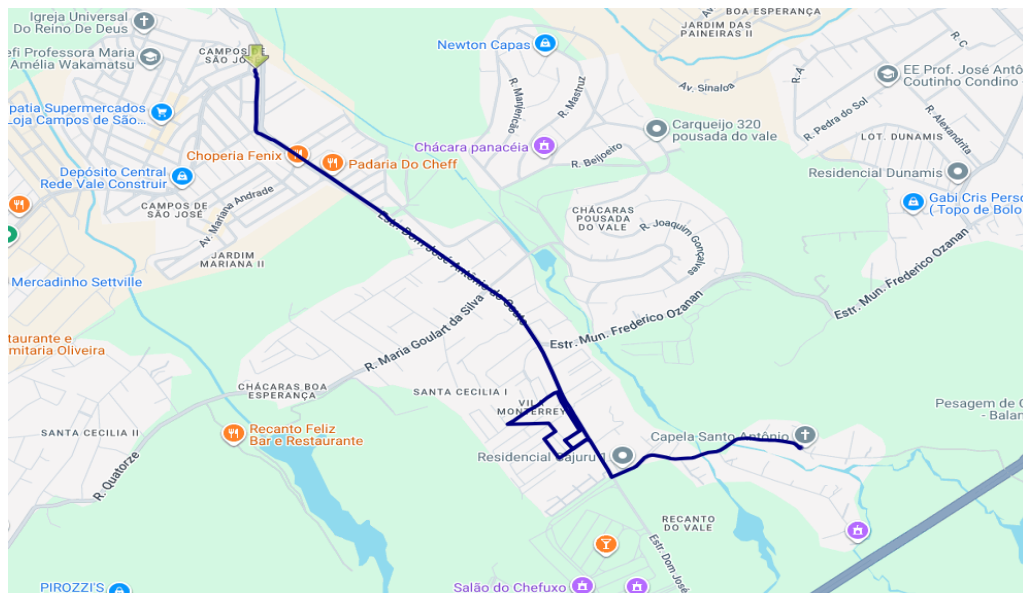 Igreja Universal
Do Reino De Deus
efi Professora Maria
Amélia Wakamatsu
CAMPOS DE
SÃO JO
patia Supermercados
Loja Campos de São...
Choperia Fenix
Padaria Do Cheff
Depósito Central
Rede Vale Construir
CAMPOS DE
SÃO JOSÉ
Av. Mariana Andrade
JARDIM
MARIANA II
Mercadinho Settville
taurante e
rmitaria Oliveira
Newton Capas
R. Manjericão
R. Mastruz
Chácara panacéia
R. Beijoeiro
BOA ESPERANÇA
JARDIM DAS
PAINEIRAS II
Av. Sinaloa
Carqueijo 320
pousada do vale
R. C
R. A
EE Prof. José Antô
Coutinho Condino
R. Pedra do Sol
R. Alexandrita
LOT. DUNAMIS
Residencial Dunamis
Gabi Cris Perso
( Topo de Bolo
CHÁCARAS
POUSADA
DO VALE
R. Joaquim Gonçalves
Estr. Mun. Frederico Ozanan
Estr. Mun. Frederico Ozanan
Estr. Dom José Antônio do Couto
R. Maria Goulart da Silva
CHÁCARAS BOA
ESPERANÇA
SANTA CECILIA I
VILA
MONTERREY
SANTA CECILIA II
R. Quatorze
Recanto Feliz
Bar e Restaurante
Residencial Cajuru 1
Capela Santo Antônio
Pesagem de C
- Balan
RECANTO
DO VALE
Estr. Dom José
Salão do Chefuxo
PIROZZI'S